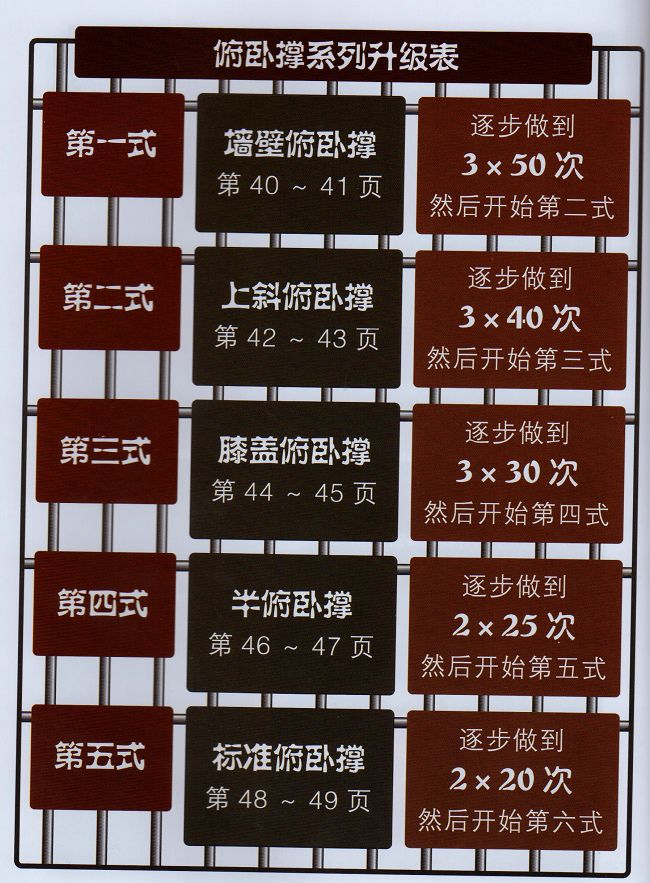 俯卧撑系列升级表
第一式
墙壁俯卧撑
第 40 ~ 41 页
逐步做到
3 × 50 次
然后开始第二式
第二式
上斜俯卧撑
第 42 ~ 43 页
逐步做到
3 × 40 次
然后开始第三式
第三式
膝盖俯卧撑
第 44 ~ 45 页
逐步做到
3 × 30 次
然后开始第四式
第四式
半俯卧撑
第 46 ~ 47 页
逐步做到
2 × 25 次
然后开始第五式
第五式
标准俯卧撑
第 48 ~ 49 页
逐步做到
2 × 20 次
然后开始第六式